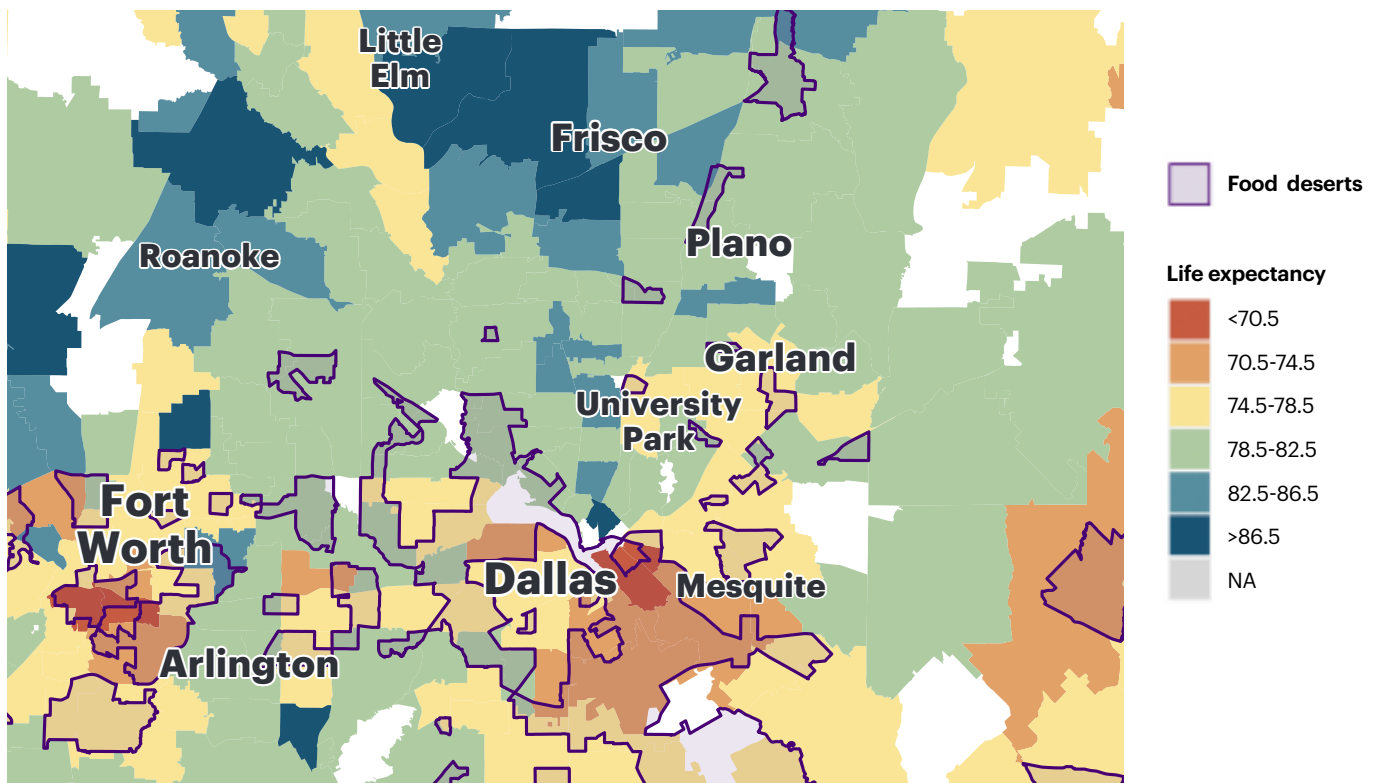 Little
Elm
Frisco
Roanoke
Plano
Garland
University
Park
Fort
Worth
Dallas
Mesquite
Arlington
Food deserts
Life expectancy
<70.5
70.5-74.5
74.5-78.5
78.5-82.5
82.5-86.5
>86.5
NA